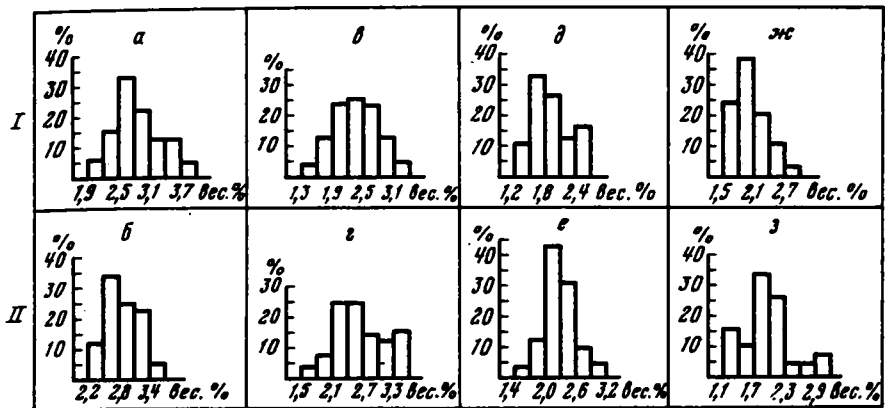 % а
40
30
20
10
1,9 2,5 3,1 3,7 вес. %
в
%
30
20
10
1,3 1,9 2,5 3,1 вес. %
д
%
40
30
20
10
1,2 1,8 2,4 вес. %
% ж
40
30
20
10
1,5 2,1 2,7 вес. %
I
б
%
40
30
20
10
2,2 2,8 3,4 вес. %
г
%
30
20
10
1,5 2,1 2,7 3,3 вес. %
% е
40
30
20
10
1,4 2,0 2,6 3,2 вес. %
% з
40
30
20
10
1,1 1,7 2,3 2,9 вес. %
II